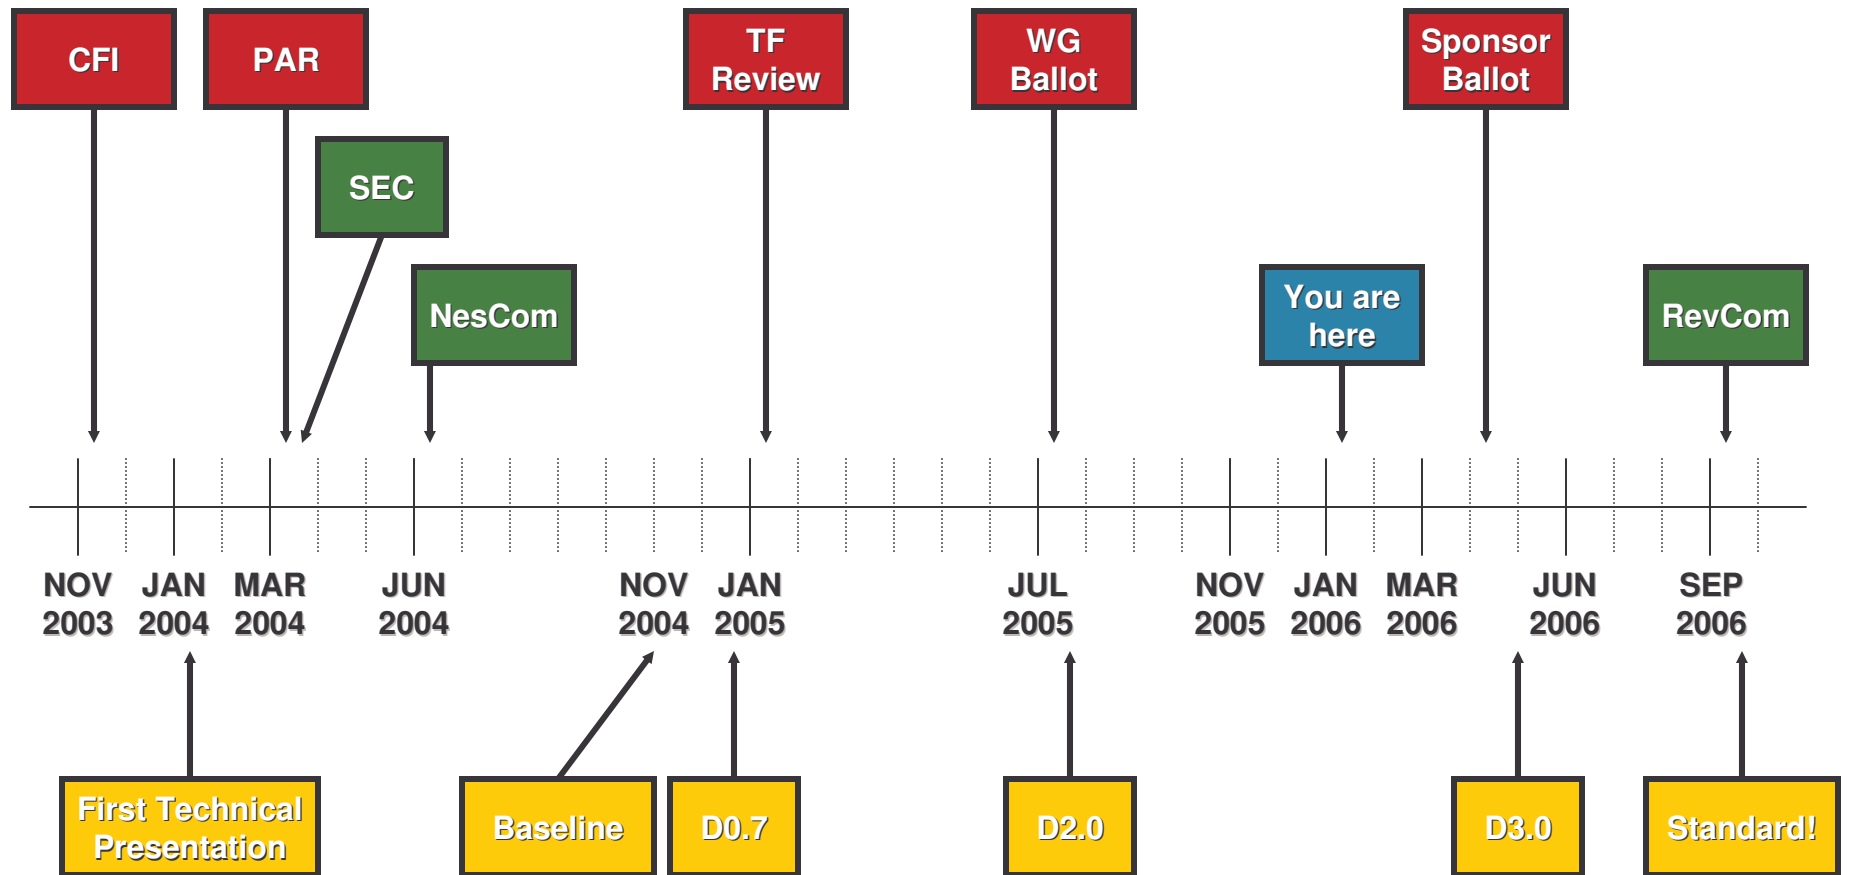 CFI
PAR
TF
Review
WG
Ballot
Sponsor
Ballot
SEC
NesCom
You are
here
RevCom
NOV
2003
JAN
2004
MAR
2004
JUN
2004
NOV
2004
JAN
2005
JUL
2005
NOV
2005
JAN
2006
MAR
2006
JUN
2006
SEP
2006
First Technical
Presentation
Baseline
D0.7
D2.0
D3.0
Standard!